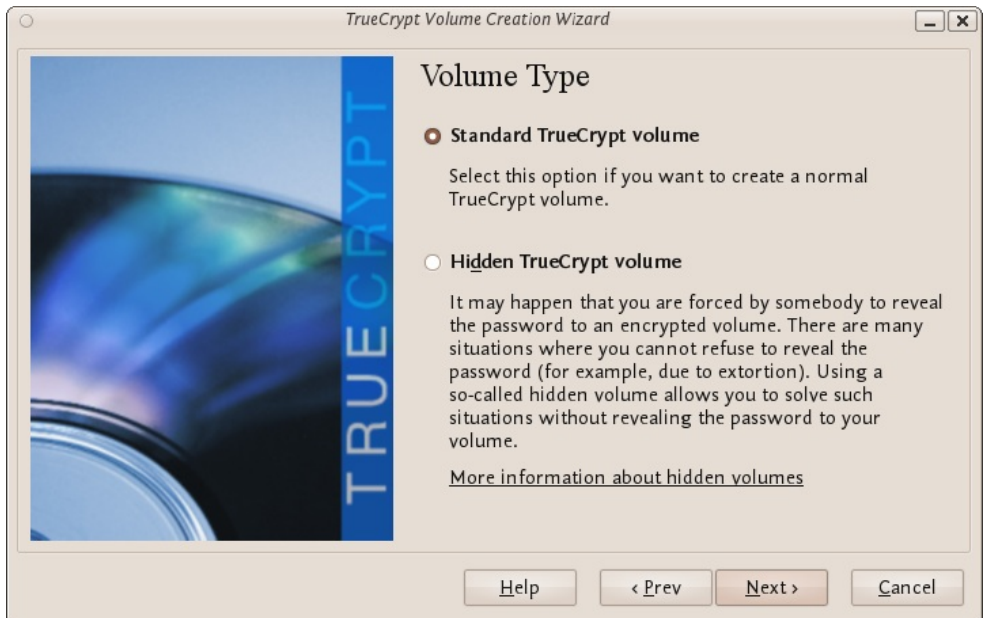 TrueCrypt Volume Creation Wizard
TRUECRYPT
Volume Type
Standard TrueCrypt volume
Select this option if you want to create a normal
TrueCrypt volume.
Hidden TrueCrypt volume
It may happen that you are forced by somebody to reveal
the password to an encrypted volume. There are many
situations where you cannot refuse to reveal the
password (for example, due to extortion). Using a
so-called hidden volume allows you to solve such
situations without revealing the password to your
volume.
More information about hidden volumes
Help
< Prev
Next >
Cancel